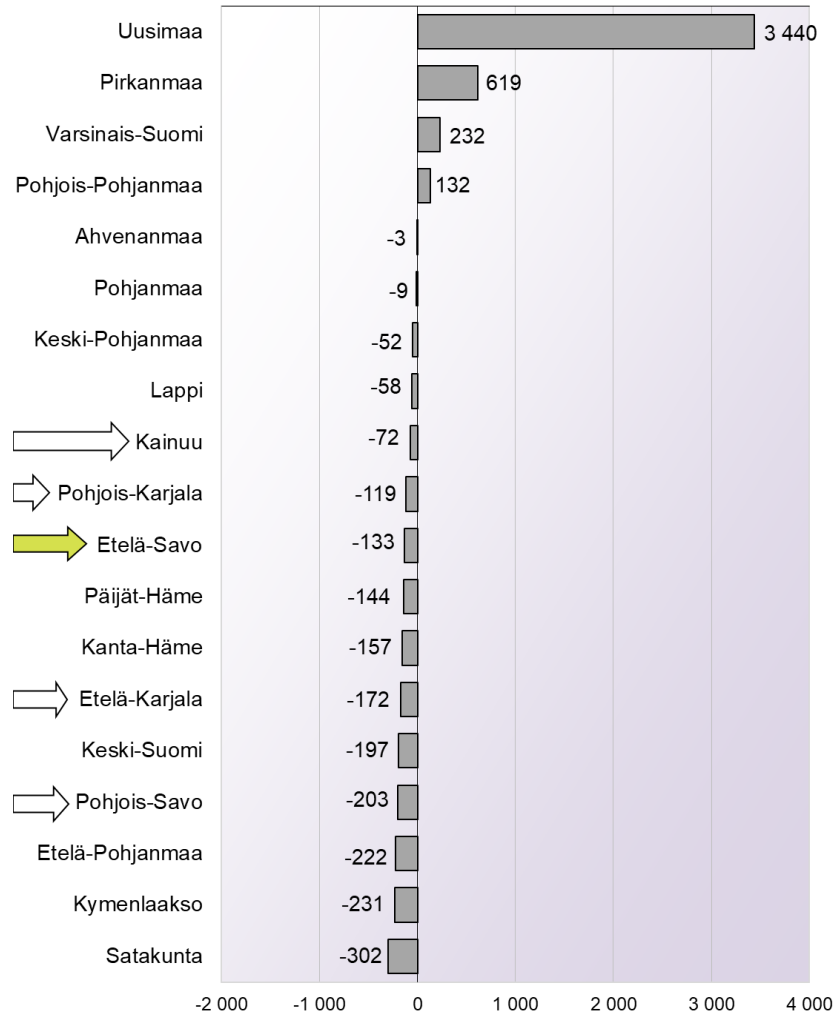 Uusimaa 3 440
Pirkanmaa 619
Varsinais-Suomi 232
Pohjois-Pohjanmaa 132
Ahvenanmaa -3
Pohjanmaa -9
Keski-Pohjanmaa -52
Lappi -58
Kainuu -72
Pohjois-Karjala -119
Etelä-Savo -133
Päijät-Häme -144
Kanta-Häme -157
Etelä-Karjala -172
Keski-Suomi -197
Pohjois-Savo -203
Etelä-Pohjanmaa -222
Kymenlaakso -231
Satakunta -302
-2 000 -1 000 0 1 000 2 000 3 000 4 000